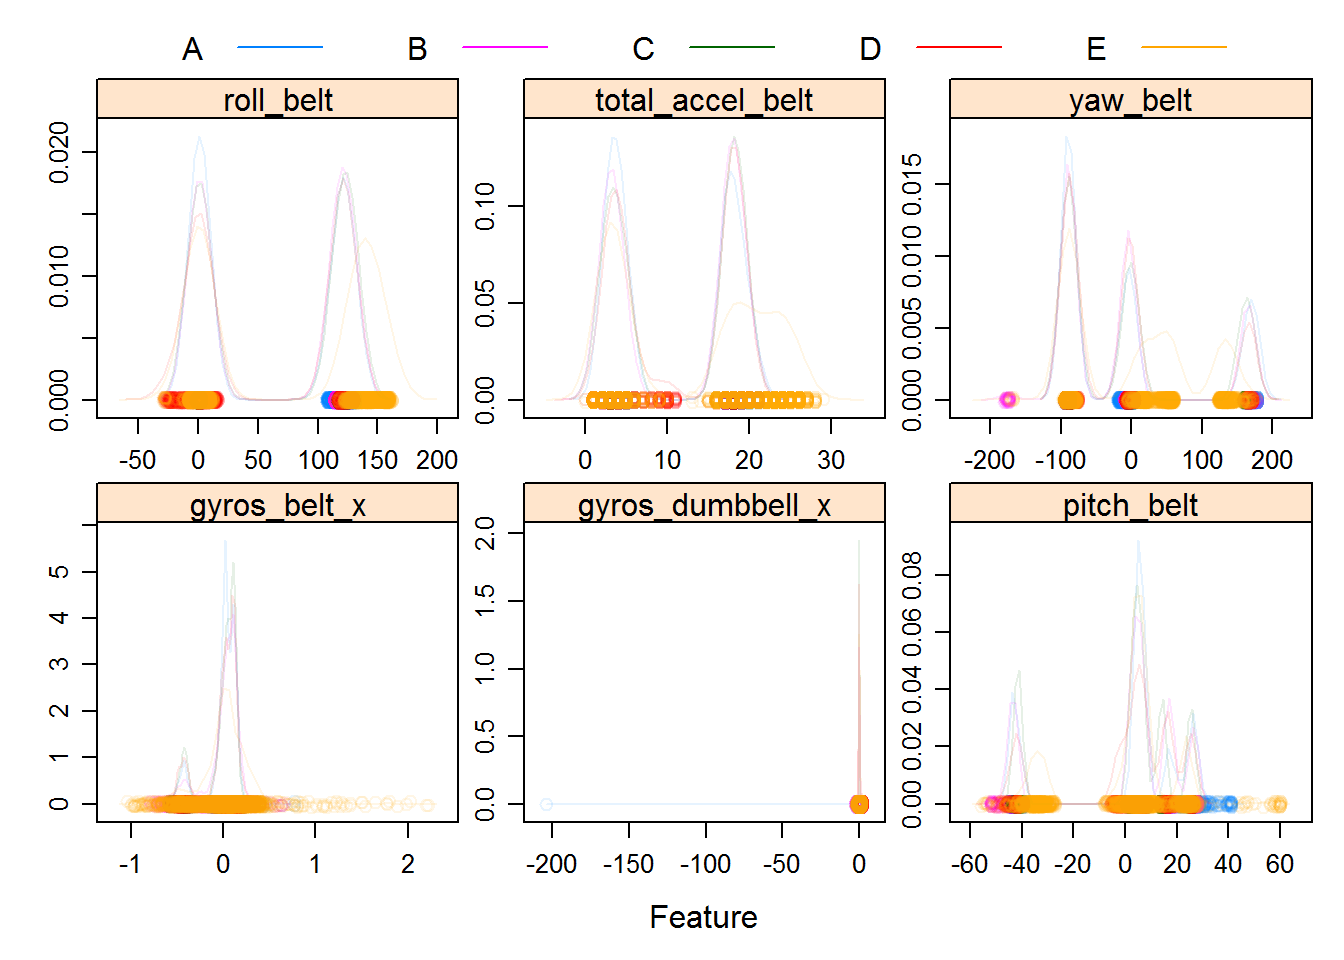 A B C D E
roll_belt total_accel_belt yaw_belt
0.000 0.010 0.020
0.00 0.05 0.10
0.000 0.005 0.010 0.015
-50 0 50 100 150 200
0 10 20 30
-200 -100 0 100 200
gyros_belt_x gyros_dumbbell_x pitch_belt
0 1 2 3 4 5
0.0 0.5 1.0 1.5 2.0
0.00 0.02 0.04 0.06 0.08
-1 0 1 2
-200 -150 -100 -50 0
-60 -40 -20 0 20 40 60
Feature